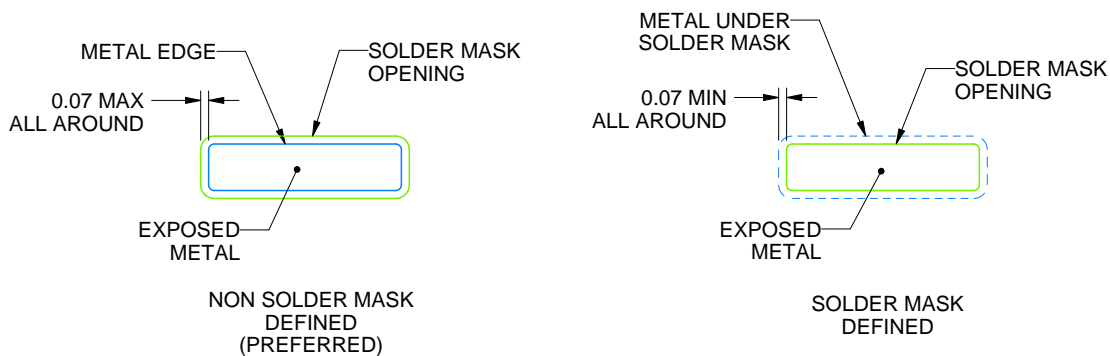 METAL EDGE
SOLDER MASK
OPENING
0.07 MAX
ALL AROUND
EXPOSED
METAL
NON SOLDER MASK
DEFINED
(PREFERRED)
METAL UNDER
SOLDER MASK
SOLDER MASK
OPENING
0.07 MIN
ALL AROUND
EXPOSED
METAL
SOLDER MASK
DEFINED